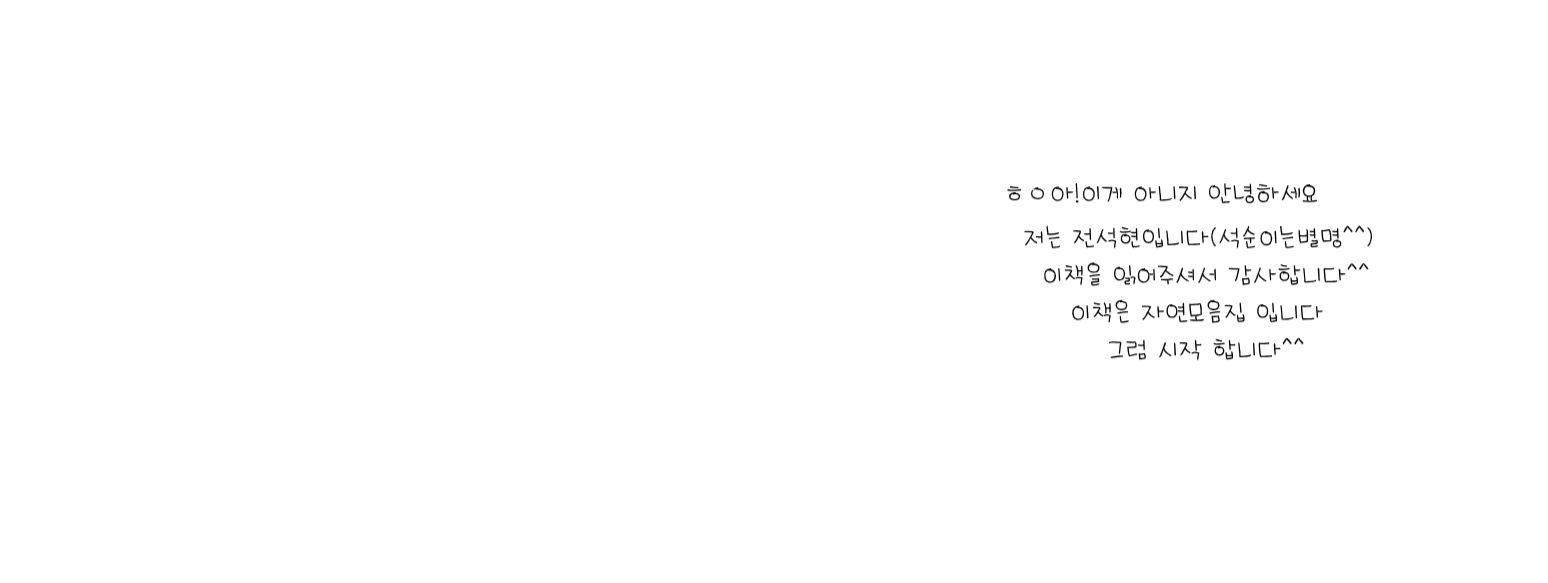 ㅎㅇ아!이게 아니지 안녕하세요
저는 전석현입니다(석순이는별명^^)
이책을 읽어주셔서 감사합니다^^
이책은 자연모음집 입니다
그럼 시작 합니다^^